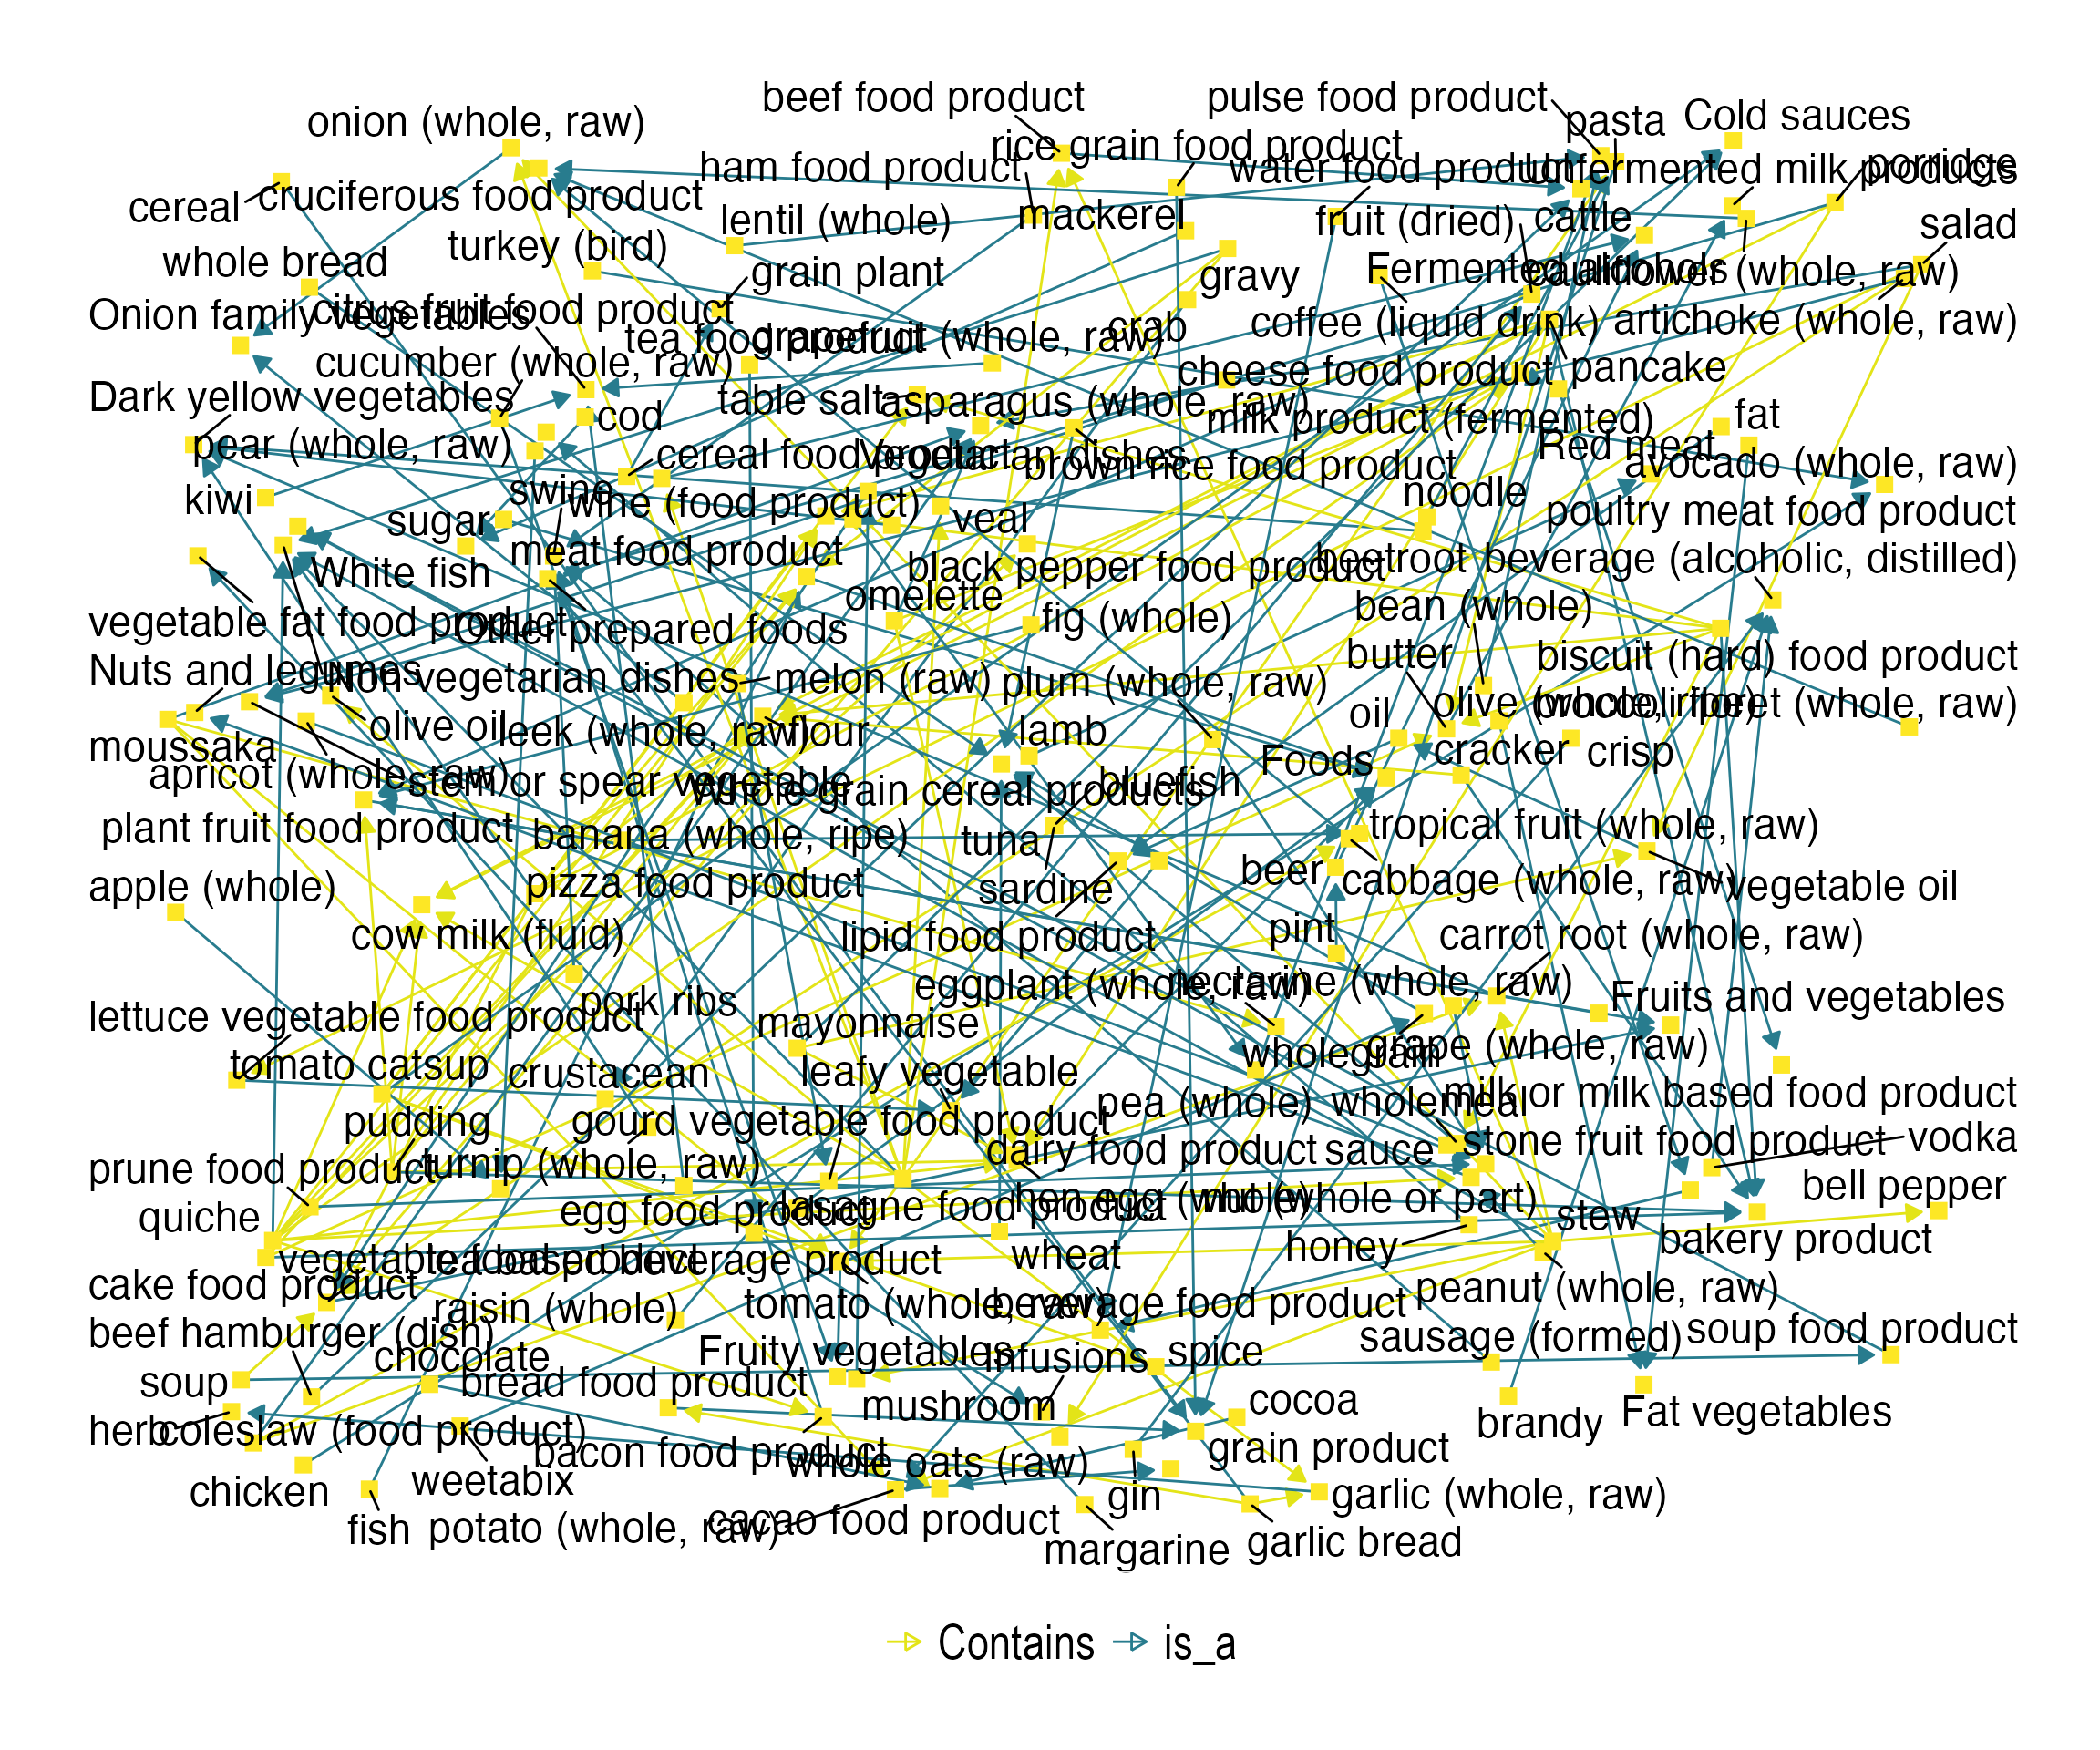 beef food product
pulse food product
onion (whole, raw)
pasta
Cold sauces
rice grain food product
ham food product
water food product
Unfermented milk products
porridge
cereal
cruciferous food product
lentil (whole)
mackerel
fruit (dried)
cattle
salad
turkey (bird)
whole bread
grain plant
gravy
Fermented alcohols
cauliflower (whole, raw)
Onion family vegetables
citrus fruit food product
tea food product
grapefruit (whole, raw)
crab
coffee (liquid drink)
artichoke (whole, raw)
cucumber (whole, raw)
cheese food product
pancake
Dark yellow vegetables
cod
table salt
asparagus (whole, raw)
milk product (fermented)
fat
pear (whole, raw)
cereal food product
Vegetarian dishes
brown rice food product
Red meat
avocado (whole, raw)
kiwi
swine
wine (food product)
noodle
sugar
veal
poultry meat food product
meat food product
White fish
black pepper food product
beetroot
beverage (alcoholic, distilled)
omelette
fig (whole)
bean (whole)
vegetable fat food product
Other prepared foods
butter
biscuit (hard) food product
Nuts and legumes
Non vegetarian dishes
melon (raw)
plum (whole, raw)
oil
olive (whole, ripe)
broccoli floret (whole, raw)
olive oil
leek (whole, raw)
flour
lamb
moussaka
Foods
cracker
crisp
apricot (whole, raw)
stem or spear vegetable
Whole grain cereal products
bluefish
plant fruit food product
banana (whole, ripe)
tuna
tropical fruit (whole, raw)
apple (whole)
pizza food product
sardine
beer
cabbage (whole, raw)
vegetable oil
cow milk (fluid)
lipid food product
pint
carrot root (whole, raw)
pork ribs
eggplant (whole, raw)
nectarine (whole, raw)
Fruits and vegetables
lettuce vegetable food product
mayonnaise
wholegrain
grape (whole, raw)
tomato catsup
crustacean
leafy vegetable
pea (whole)
wholemeal
milk or milk based food product
pudding
gourd vegetable food product
dairy food product
sauce
stone fruit food product
vodka
prune food product
turnip (whole, raw)
bell pepper
quiche
egg food product
lasagne food product
hen egg (whole)
nut (whole or part)
stew
vegetable food product
tea based beverage product
wheat
honey
bakery product
cake food product
raisin (whole)
tomato (whole, raw)
beverage food product
peanut (whole, raw)
beef hamburger (dish)
chocolate
Fruity vegetables
infusions
spice
sausage (formed)
soup food product
soup
bread food product
mushroom
cocoa
brandy
Fat vegetables
herb
coleslaw (food product)
bacon food product
whole oats (raw)
grain product
chicken
weetabix
gin
garlic (whole, raw)
fish
potato (whole, raw)
cacao food product
margarine
garlic bread
Contains
is_a